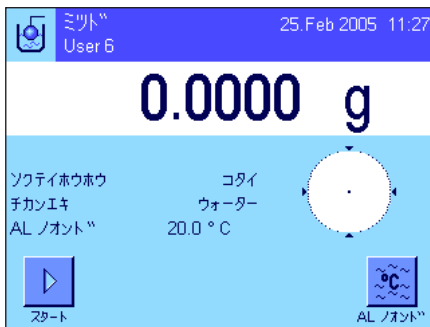 ミツド゛ 25.Feb 2005 11:27
User 6
0.0000 g
ソクテイホウホウ コタイ
チカンエキ ウォーター
AL ノオンド゛ 20.0 °C
°C
スタート AL ノオンド゛